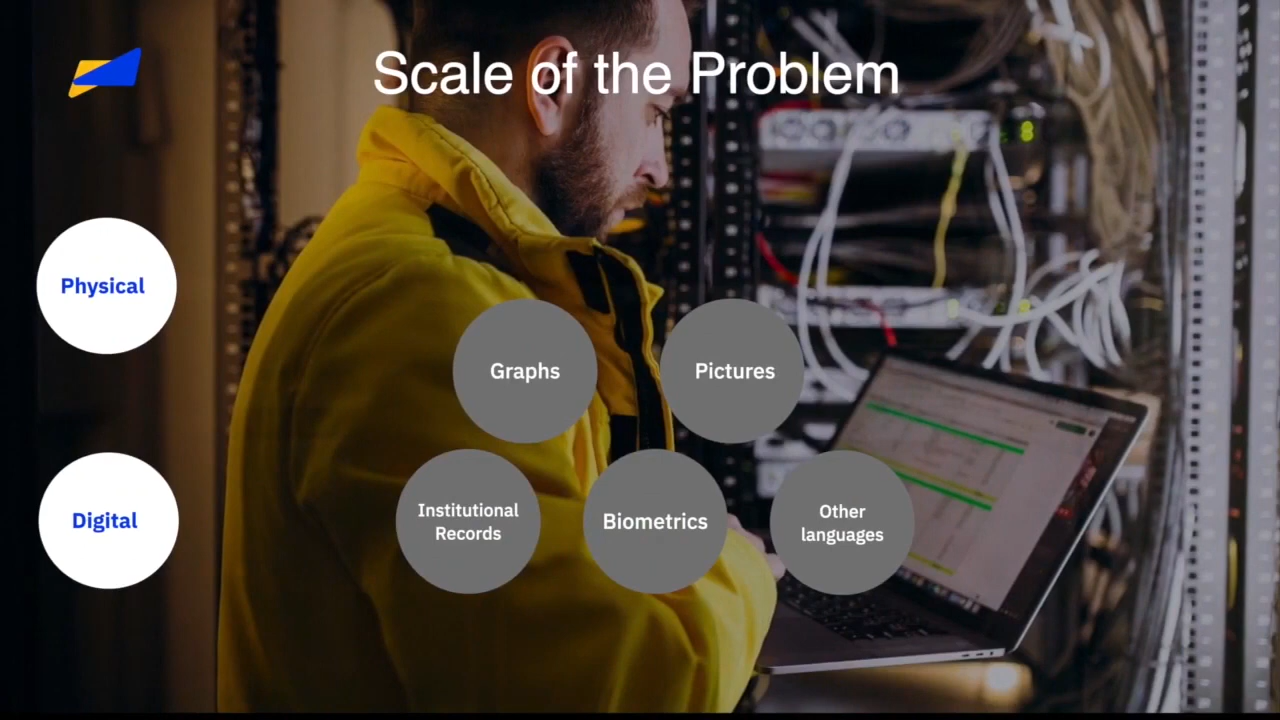 Scale of the Problem
Physical
Graphs
Pictures
Digital
Institutional
Records
Biometrics
Other
languages